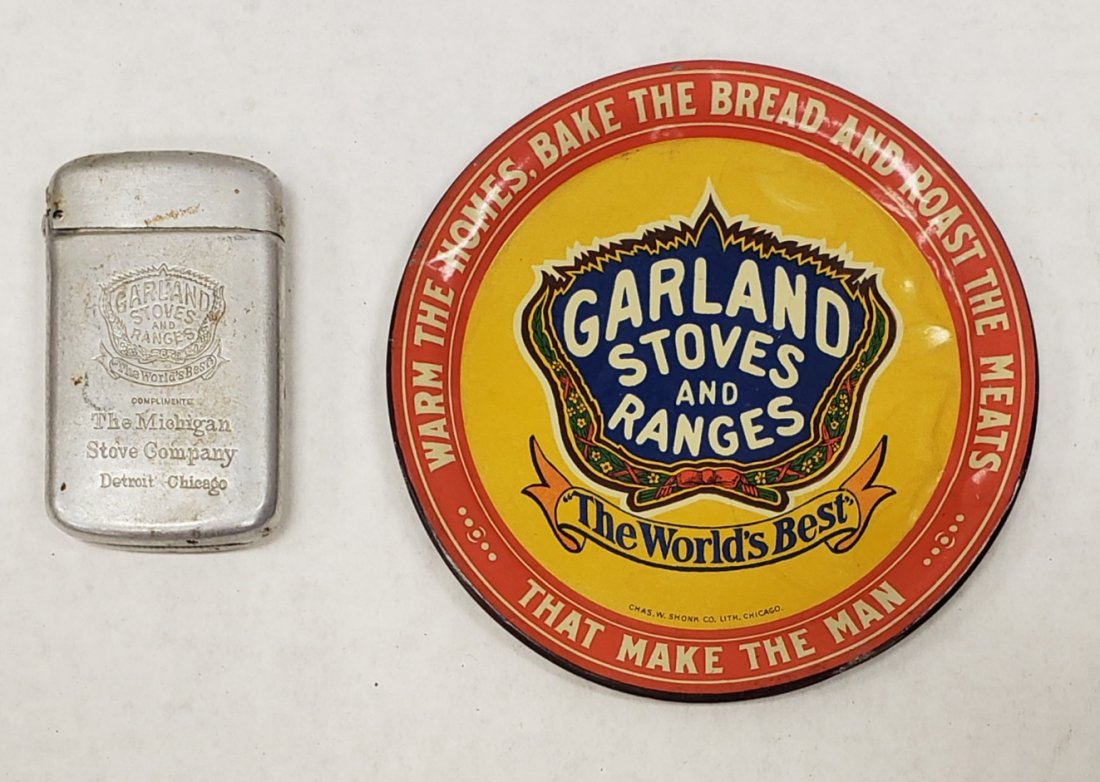 GARLAND
STOVES
AND
RANGES
"The World's Best"
COMPLIMENTS
The Michigan
Stove Company
Detroit Chicago
WARM THE HOMES, BAKE THE BREAD AND ROAST THE MEATS
THAT MAKE THE MAN
GARLAND
STOVES
AND
RANGES
"The World's Best"
CHAS. W. SHONK CO. LITH. CHICAGO.